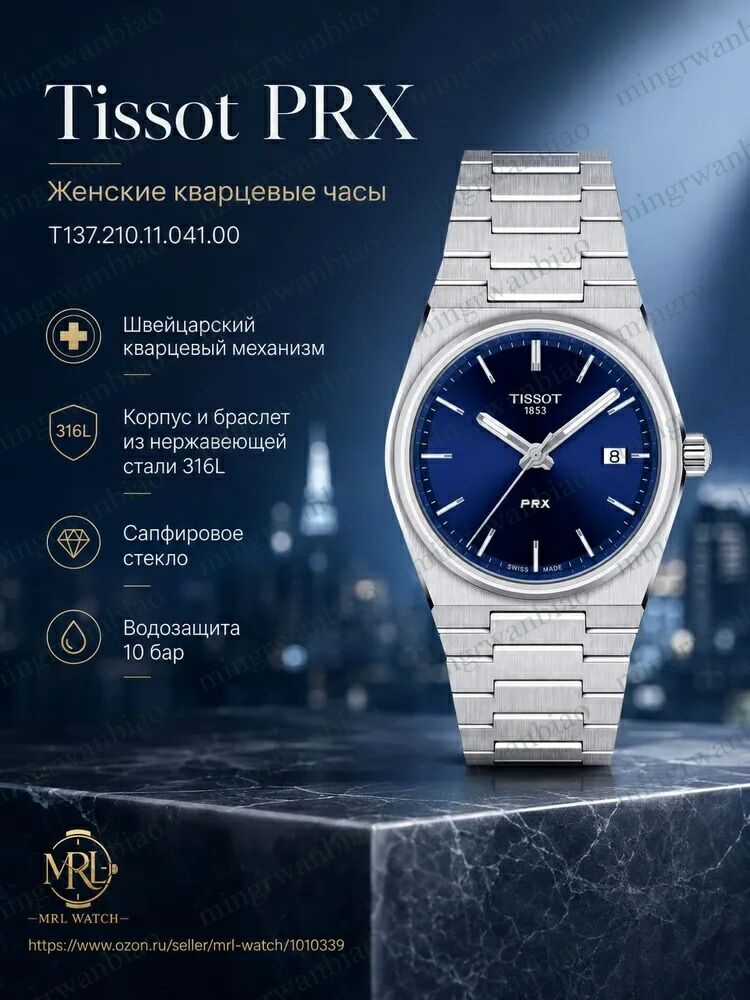 Tissot PRX
Женские кварцевые часы
T137.210.11.041.00
Швейцарский
кварцевый механизм
316L
Корпус и браслет
из нержавеющей
стали 316L
Сапфировое
стекло
Водозащита
10 бар
TISSOT
1853
8
PRX
SWISS MADE
MRL
MRL WATCH
https://www.ozon.ru/seller/mrl-watch/1010339
mingrwanbiao